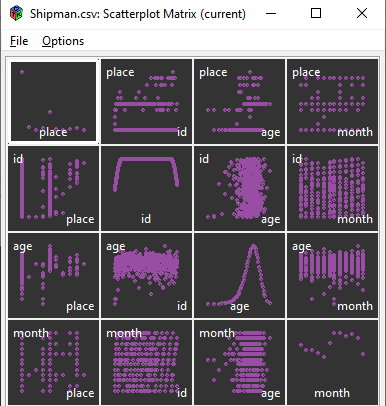 Shipman.csv: Scatterplot Matrix (current)
File Options
place
place
id
place
age
place
month
id
place
id
id
age
id
month
age
place
age
id
age
age
month
month
place
month
id
month
age
month